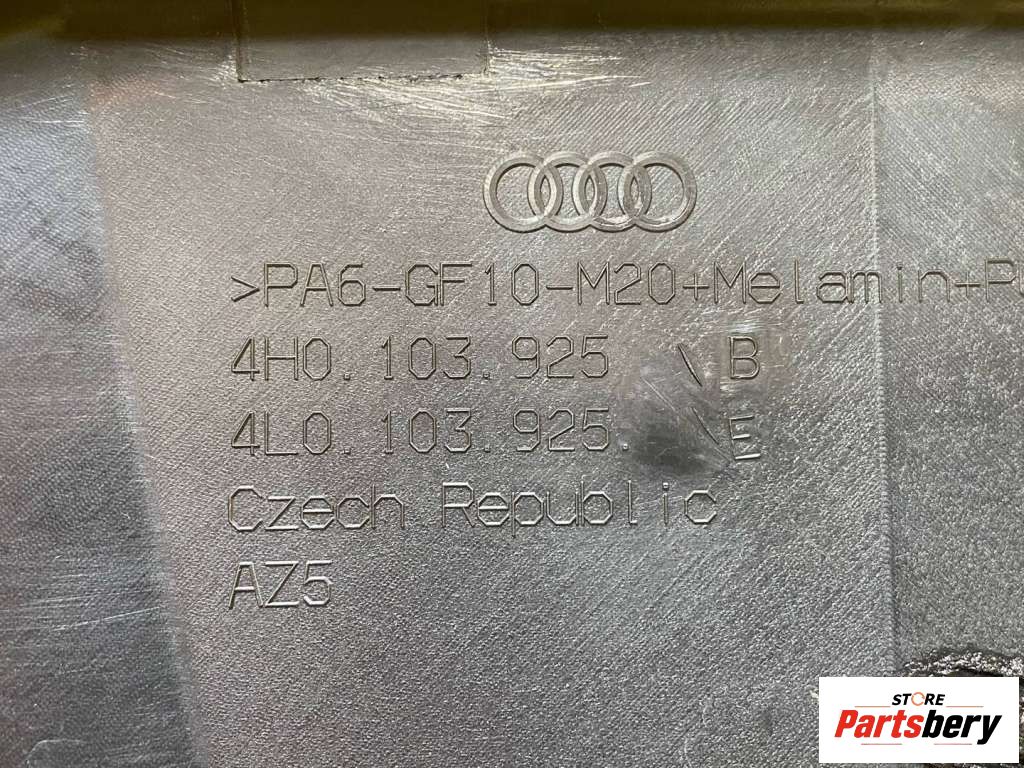 >PA6-GF10-M20+Melamin+P
4H0.103.925 \B
4L0.103.925. \E
Czech Republic
AZ5
STORE
Partsbery